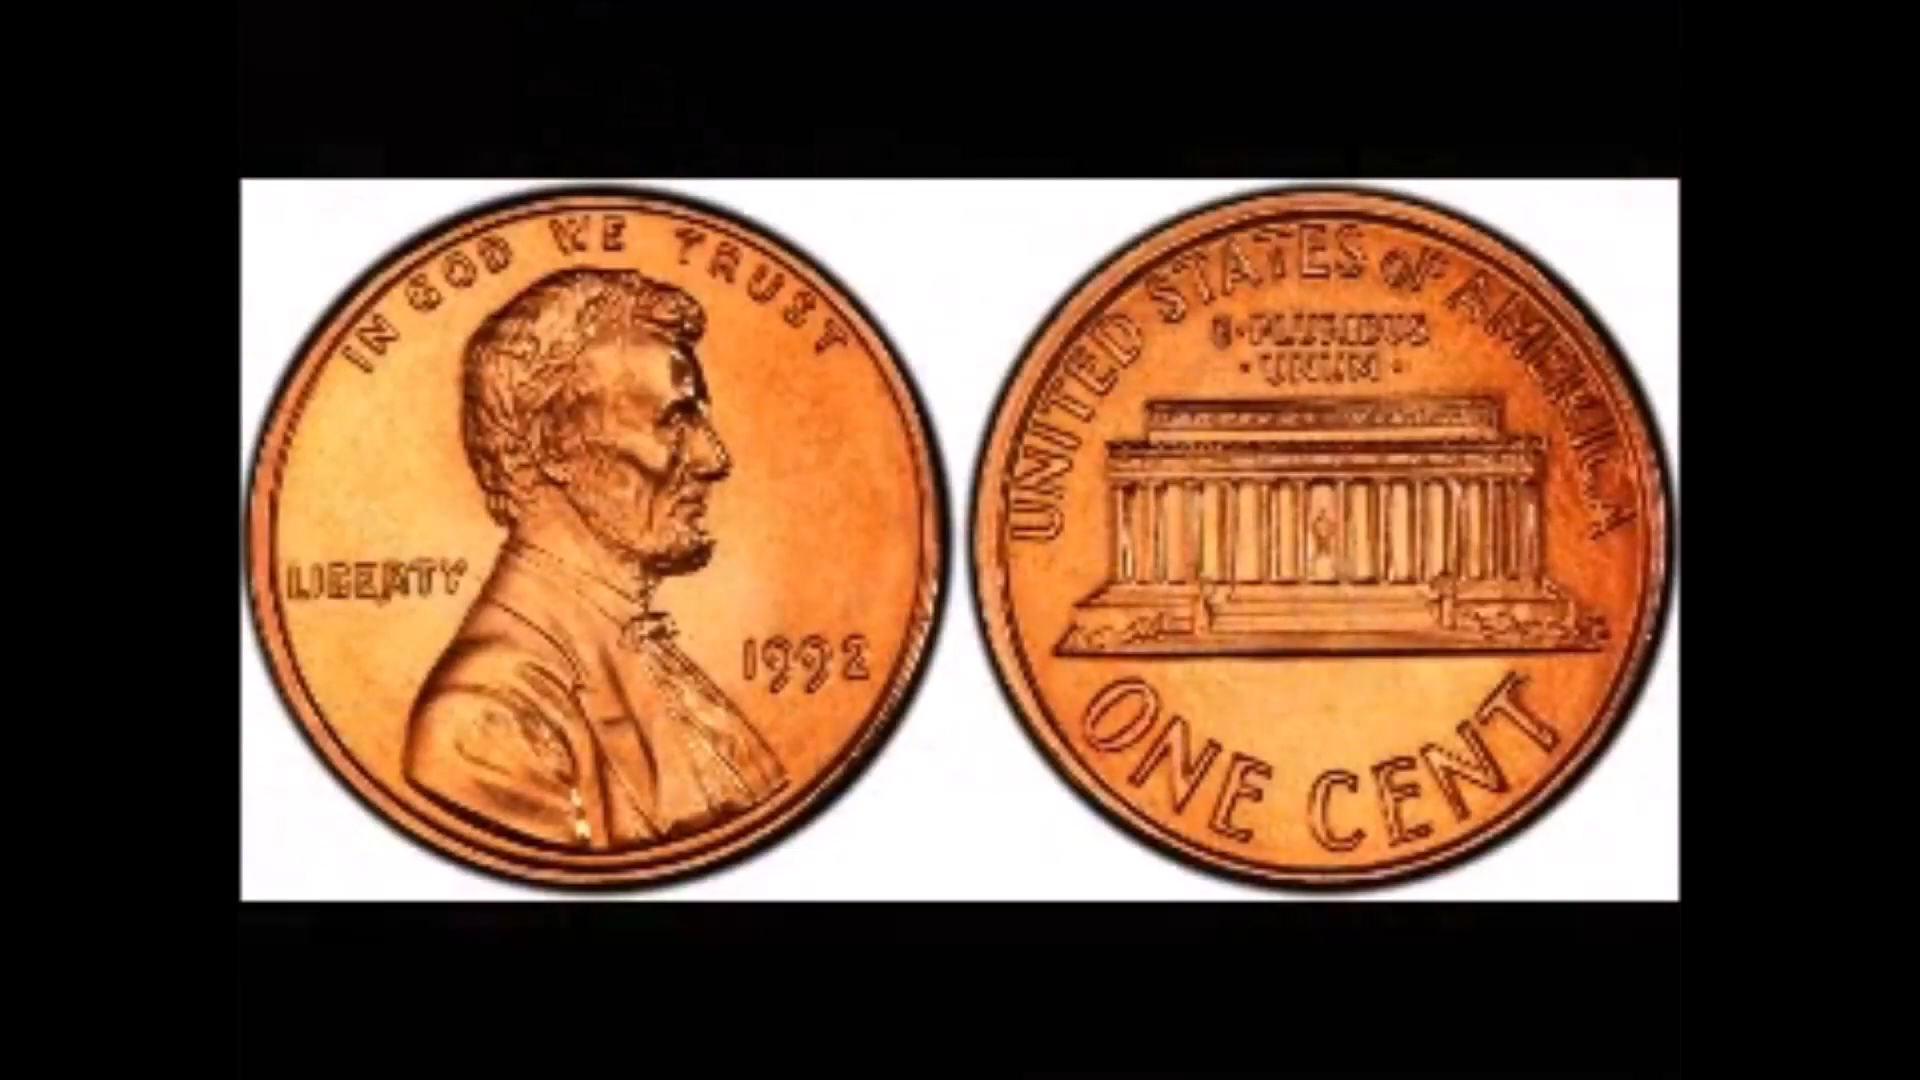 IN GOD WE TRUST
LIBERTY
1992
UNITED STATES OF AMERICA
E·PLURIBUS
·UNUM·
ONE CENT